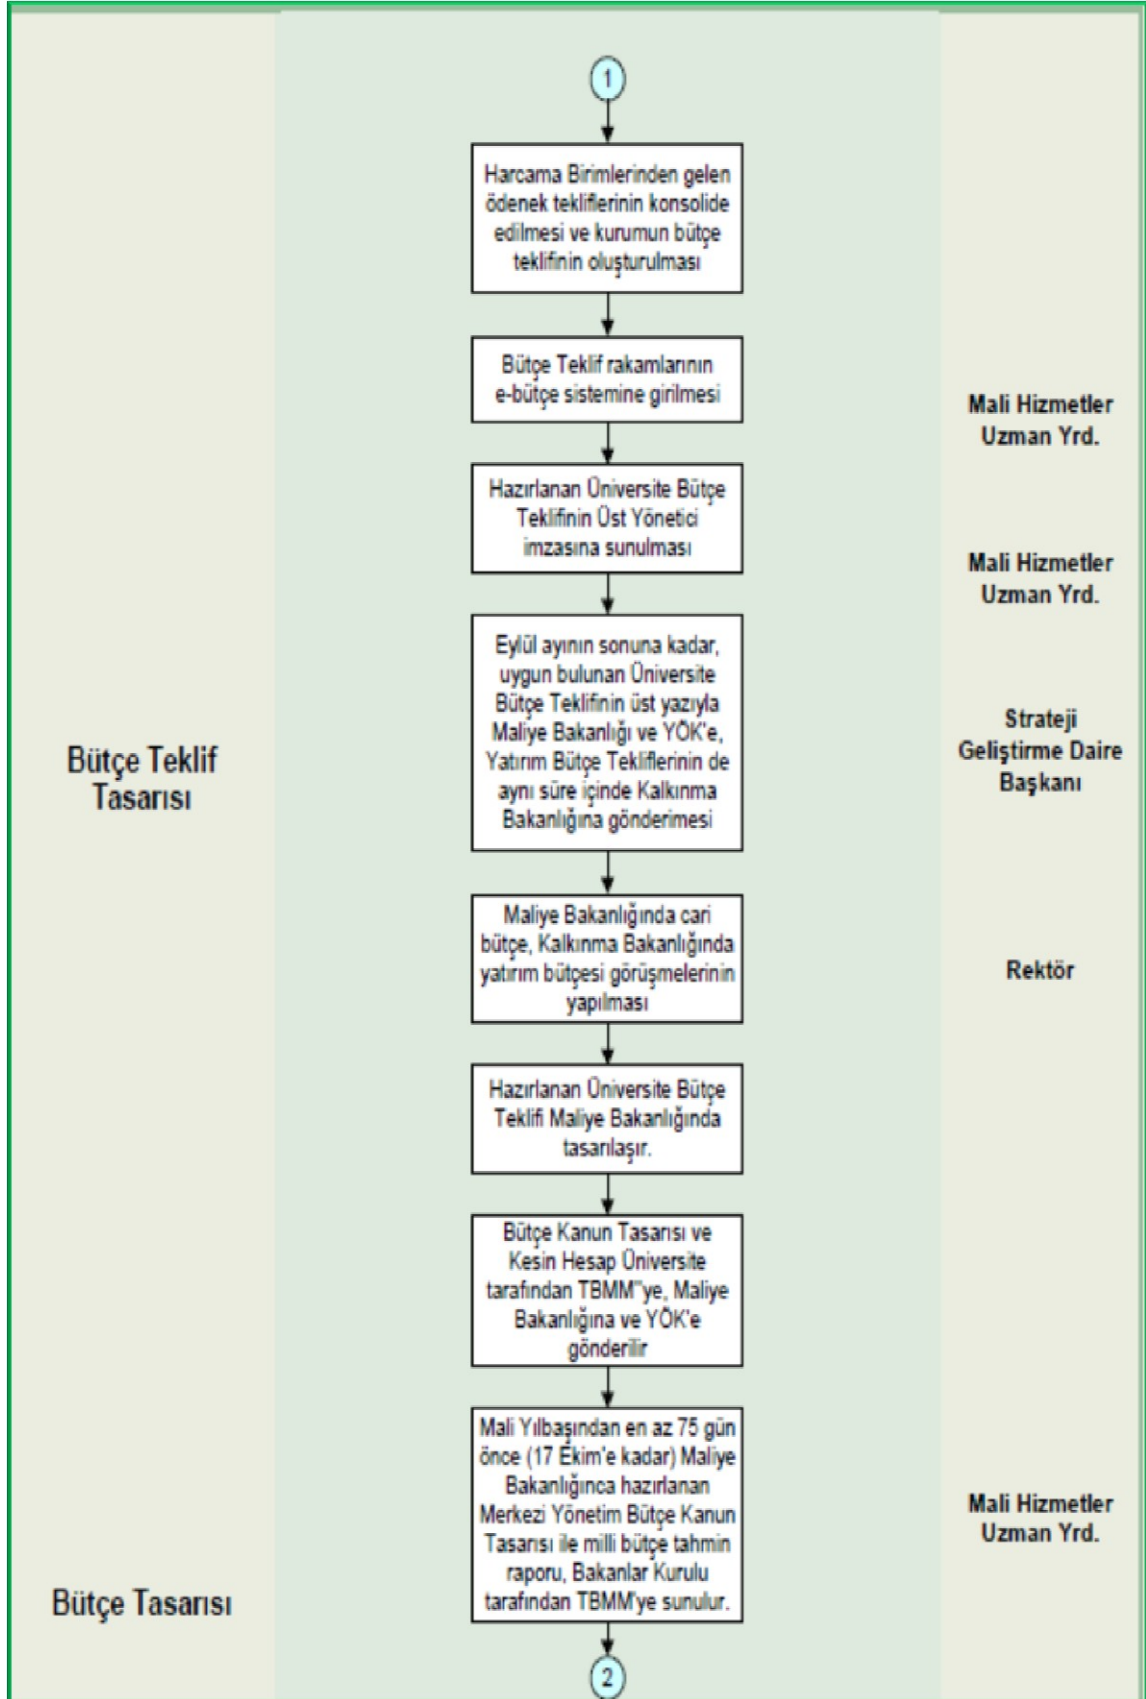 1
Harcama Birimlerinden gelen
ödenek tekliflerinin konsolide
edilmesi ve kurumun bütçe
teklifinin oluşturulması
Bütçe Teklif rakamlarının
e-bütçe sistemine girilmesi
Mali Hizmetler
Uzman Yrd.
Hazırlanan Üniversite Bütçe
Teklifinin Üst Yönetici
imzasına sunulması
Mali Hizmetler
Uzman Yrd.
Eylül ayının sonuna kadar,
uygun bulunan Üniversite
Bütçe Teklifinin üst yazıyla
Maliye Bakanlığı ve YÖK'e,
Yatırım Bütçe Tekliflerinin de
aynı süre içinde Kalkınma
Bakanlığına gönderimesi
Strateji
Geliştirme Daire
Başkanı
Bütçe Teklif
Tasarısı
Maliye Bakanlığında cari
bütçe, Kalkınma Bakanlığında
yatırım bütçesi görüşmelerinin
yapılması
Rektör
Hazırlanan Üniversite Bütçe
Teklifi Maliye Bakanlığında
tasarılaşır.
Bütçe Kanun Tasarısı ve
Kesin Hesap Üniversite
tarafından TBMM''ye, Maliye
Bakanlığına ve YÖK'e
gönderilir
Mali Yılbaşından en az 75 gün
önce (17 Ekim'e kadar) Maliye
Bakanlığınca hazırlanan
Merkezi Yönetim Bütçe Kanun
Tasarısı ile milli bütçe tahmin
raporu, Bakanlar Kurulu
tarafından TBMM'ye sunulur.
Mali Hizmetler
Uzman Yrd.
Bütçe Tasarısı
2